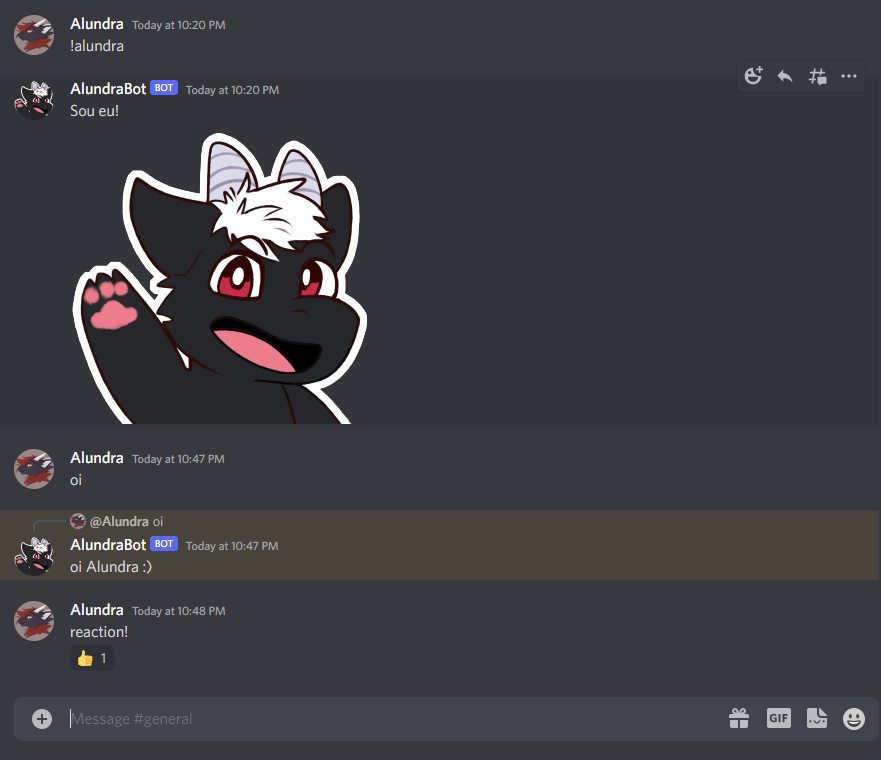 Alundra Today at 10:20 PM
!alundra
AlundraBot BOT Today at 10:20 PM
Sou eu!
Alundra Today at 10:47 PM
oi
@Alundra oi
AlundraBot BOT Today at 10:47 PM
oi Alundra :)
Alundra Today at 10:48 PM
reaction!
👍 1
Message #general
GIF